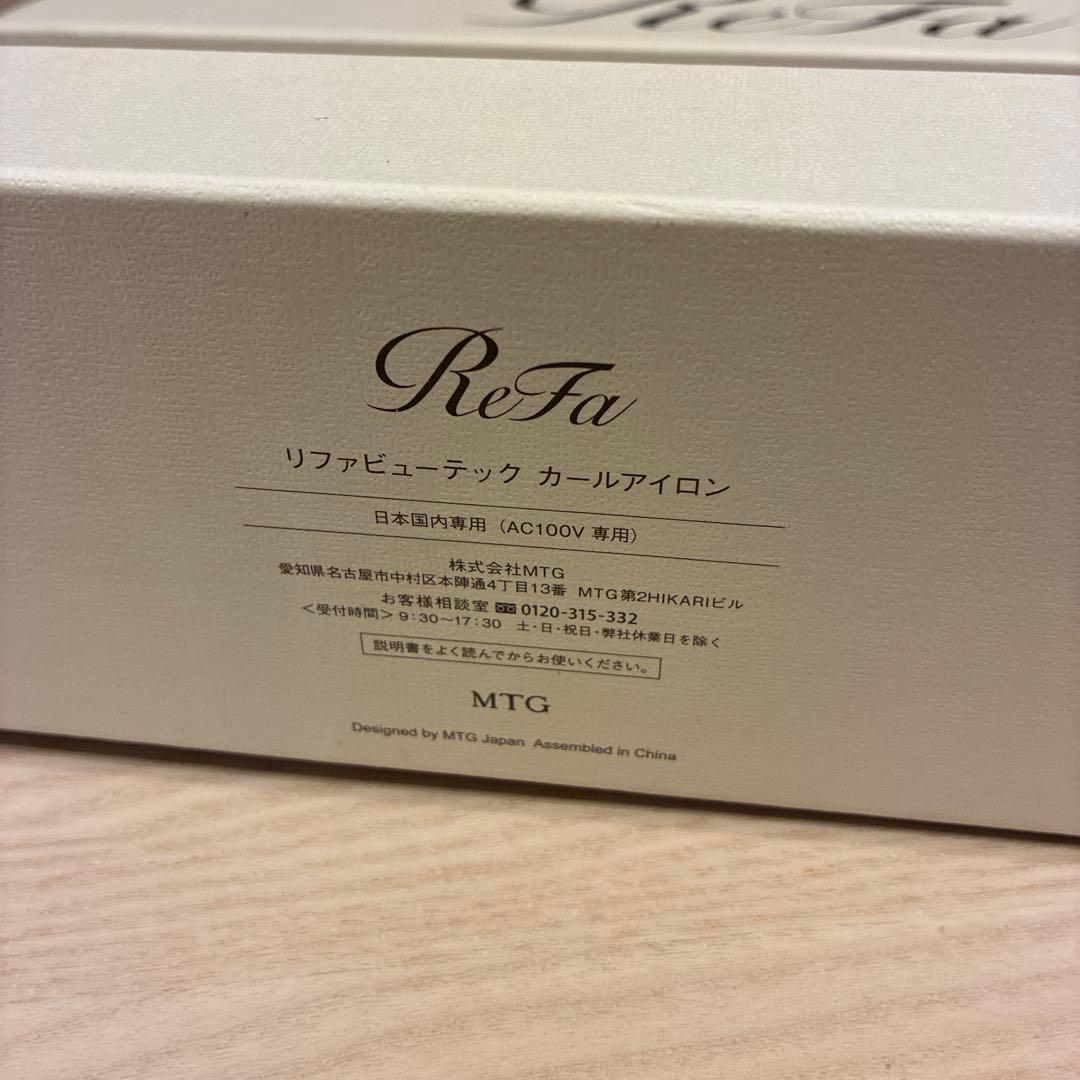 ReFa
ReFa
リファビューテック カールアイロン
日本国内専用（AC100V 専用）
株式会社MTG
愛知県名古屋市中村区本陣通4丁目13番 MTG第2HIKARIビル
お客様相談室 0120-315-332
＜受付時間＞9:30〜17:30 土・日・祝日・弊社休業日を除く
説明書をよく読んでからお使いください。
MTG
Designed by MTG Japan Assembled in China